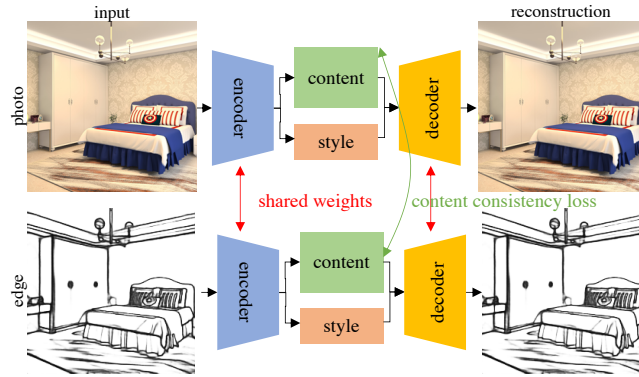 input
reconstruction
photo
encoder
content
style
decoder
shared weights
content consistency loss
edge
encoder
content
style
decoder